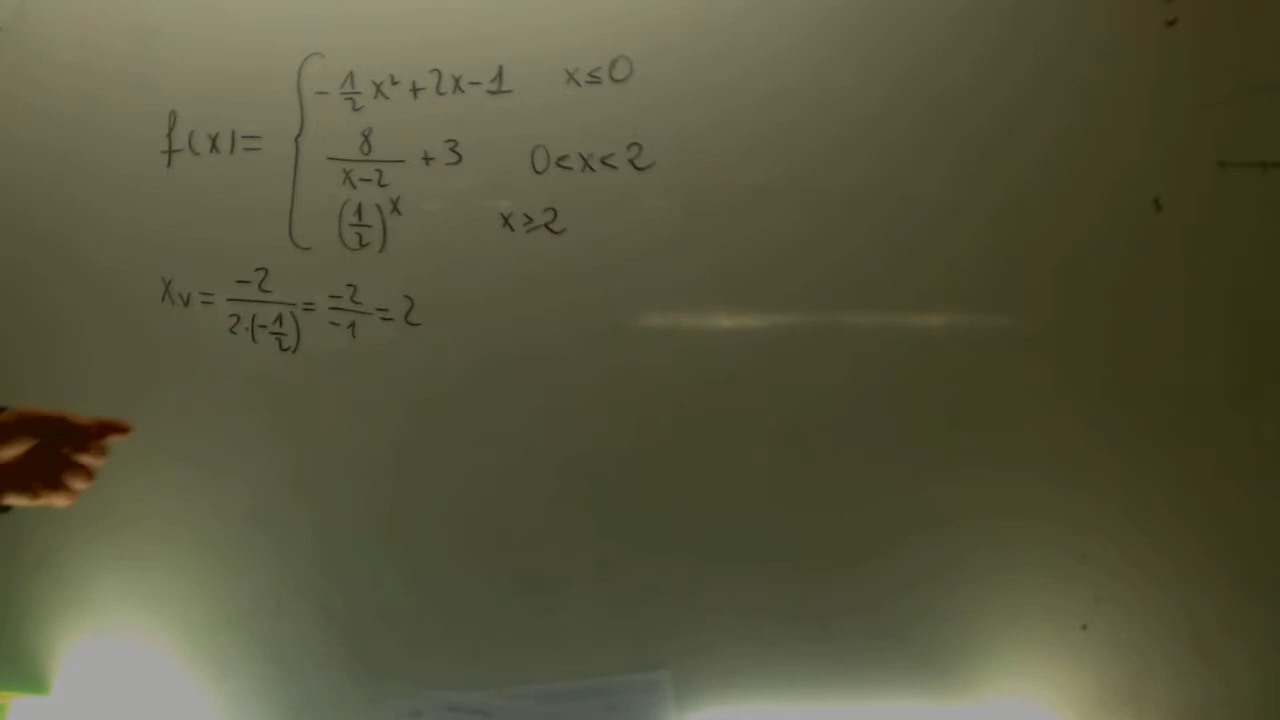 f(x)= { -1/2 x² + 2x - 1   x ≤ 0
8/(x-2) + 3   0 < x < 2
(1/2)^x   x ≥ 2
xᵥ = -2/(2·(-1/2)) = -2/-1 = 2